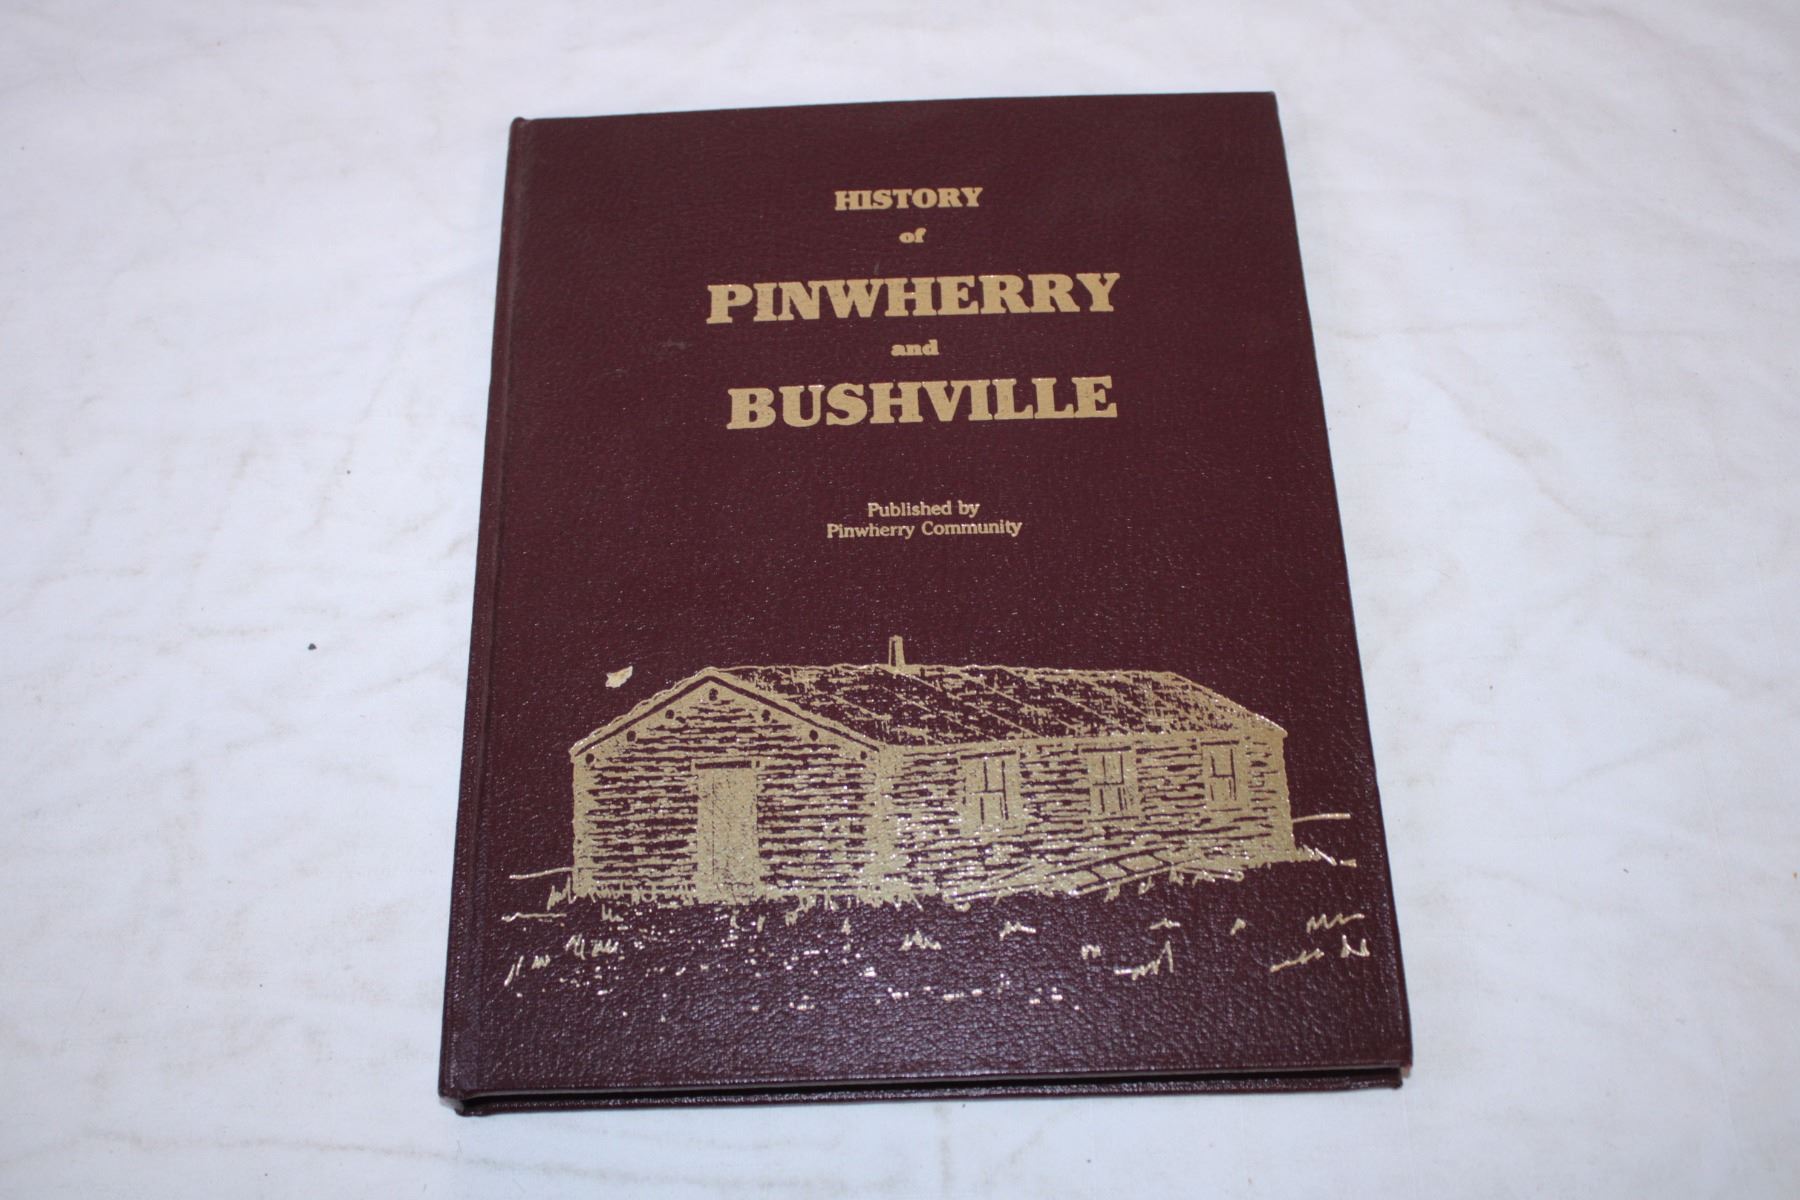 HISTORY
of
PINWHERRY
and
BUSHVILLE
Published by
Pinwherry Community